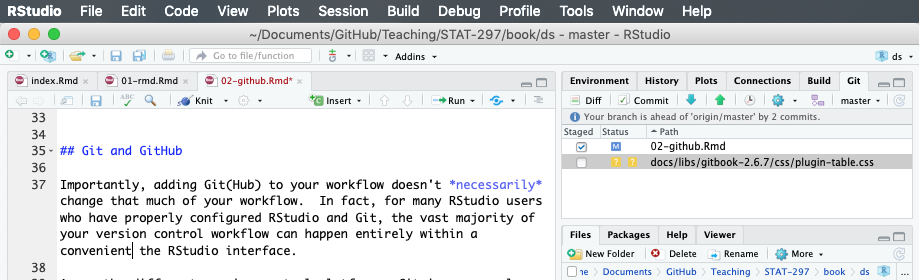 RStudio File Edit Code View Plots Session Build Debug Profile Tools Window Help
~/Documents/GitHub/Teaching/STAT-297/book/ds - master - RStudio
Go to file/function Addins ds
index.Rmd 01-rmd.Rmd 02-github.Rmd*
ABC Knit Insert Run
33
34
35 ## Git and GitHub
36
37 Importantly, adding Git(Hub) to your workflow doesn't *necessarily*
change that much of your workflow. In fact, for many RStudio users
who have properly configured RStudio and Git, the vast majority of
your version control workflow can happen entirely within a
convenient the RStudio interface.
38
Environment History Plots Connections Build Git
Diff Commit master
Your branch is ahead of 'origin/master' by 2 commits.
Staged Status Path
M 02-github.Rmd
? ? docs/libs/gitbook-2.6.7/css/plugin-table.css
Files Packages Help Viewer
New Folder Delete Rename More
Documents GitHub Teaching STAT-297 book ds